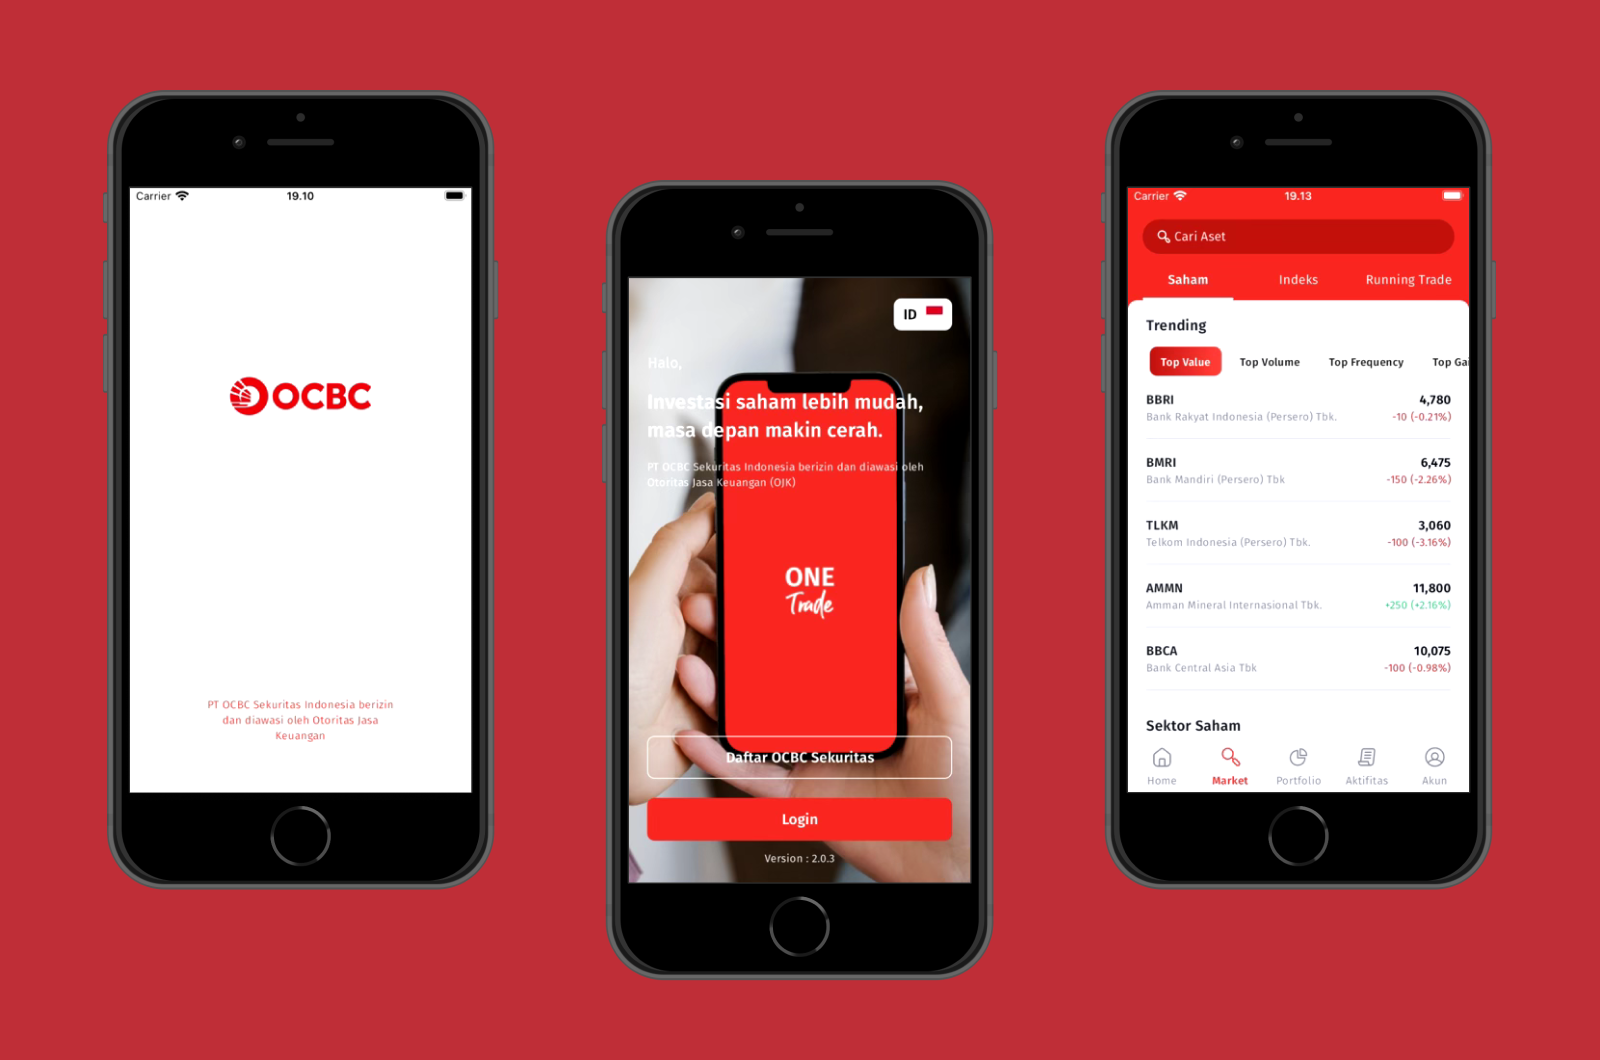 Carrier 19.10
OCBC
PT OCBC Sekuritas Indonesia berizin
dan diawasi oleh Otoritas Jasa
Keuangan
ID
Halo,
Investasi saham lebih mudah,
masa depan makin cerah.
PT OCBC Sekuritas Indonesia berizin dan diawasi oleh
Otoritas Jasa Keuangan (OJK)
ONE
Trade
Daftar OCBC Sekuritas
Login
Version : 2.0.3
Carrier 19.13
Cari Aset
Saham Indeks Running Trade
Trending
Top Value Top Volume Top Frequency Top Gai
BBRI 4,780
Bank Rakyat Indonesia (Persero) Tbk. -10 (-0.21%)
BMRI 6,475
Bank Mandiri (Persero) Tbk -150 (-2.26%)
TLKM 3,060
Telkom Indonesia (Persero) Tbk. -100 (-3.16%)
AMMN 11,800
Amman Mineral Internasional Tbk. +250 (+2.16%)
BBCA 10,075
Bank Central Asia Tbk -100 (-0.98%)
Sektor Saham
Home Market Portfolio Aktifitas Akun